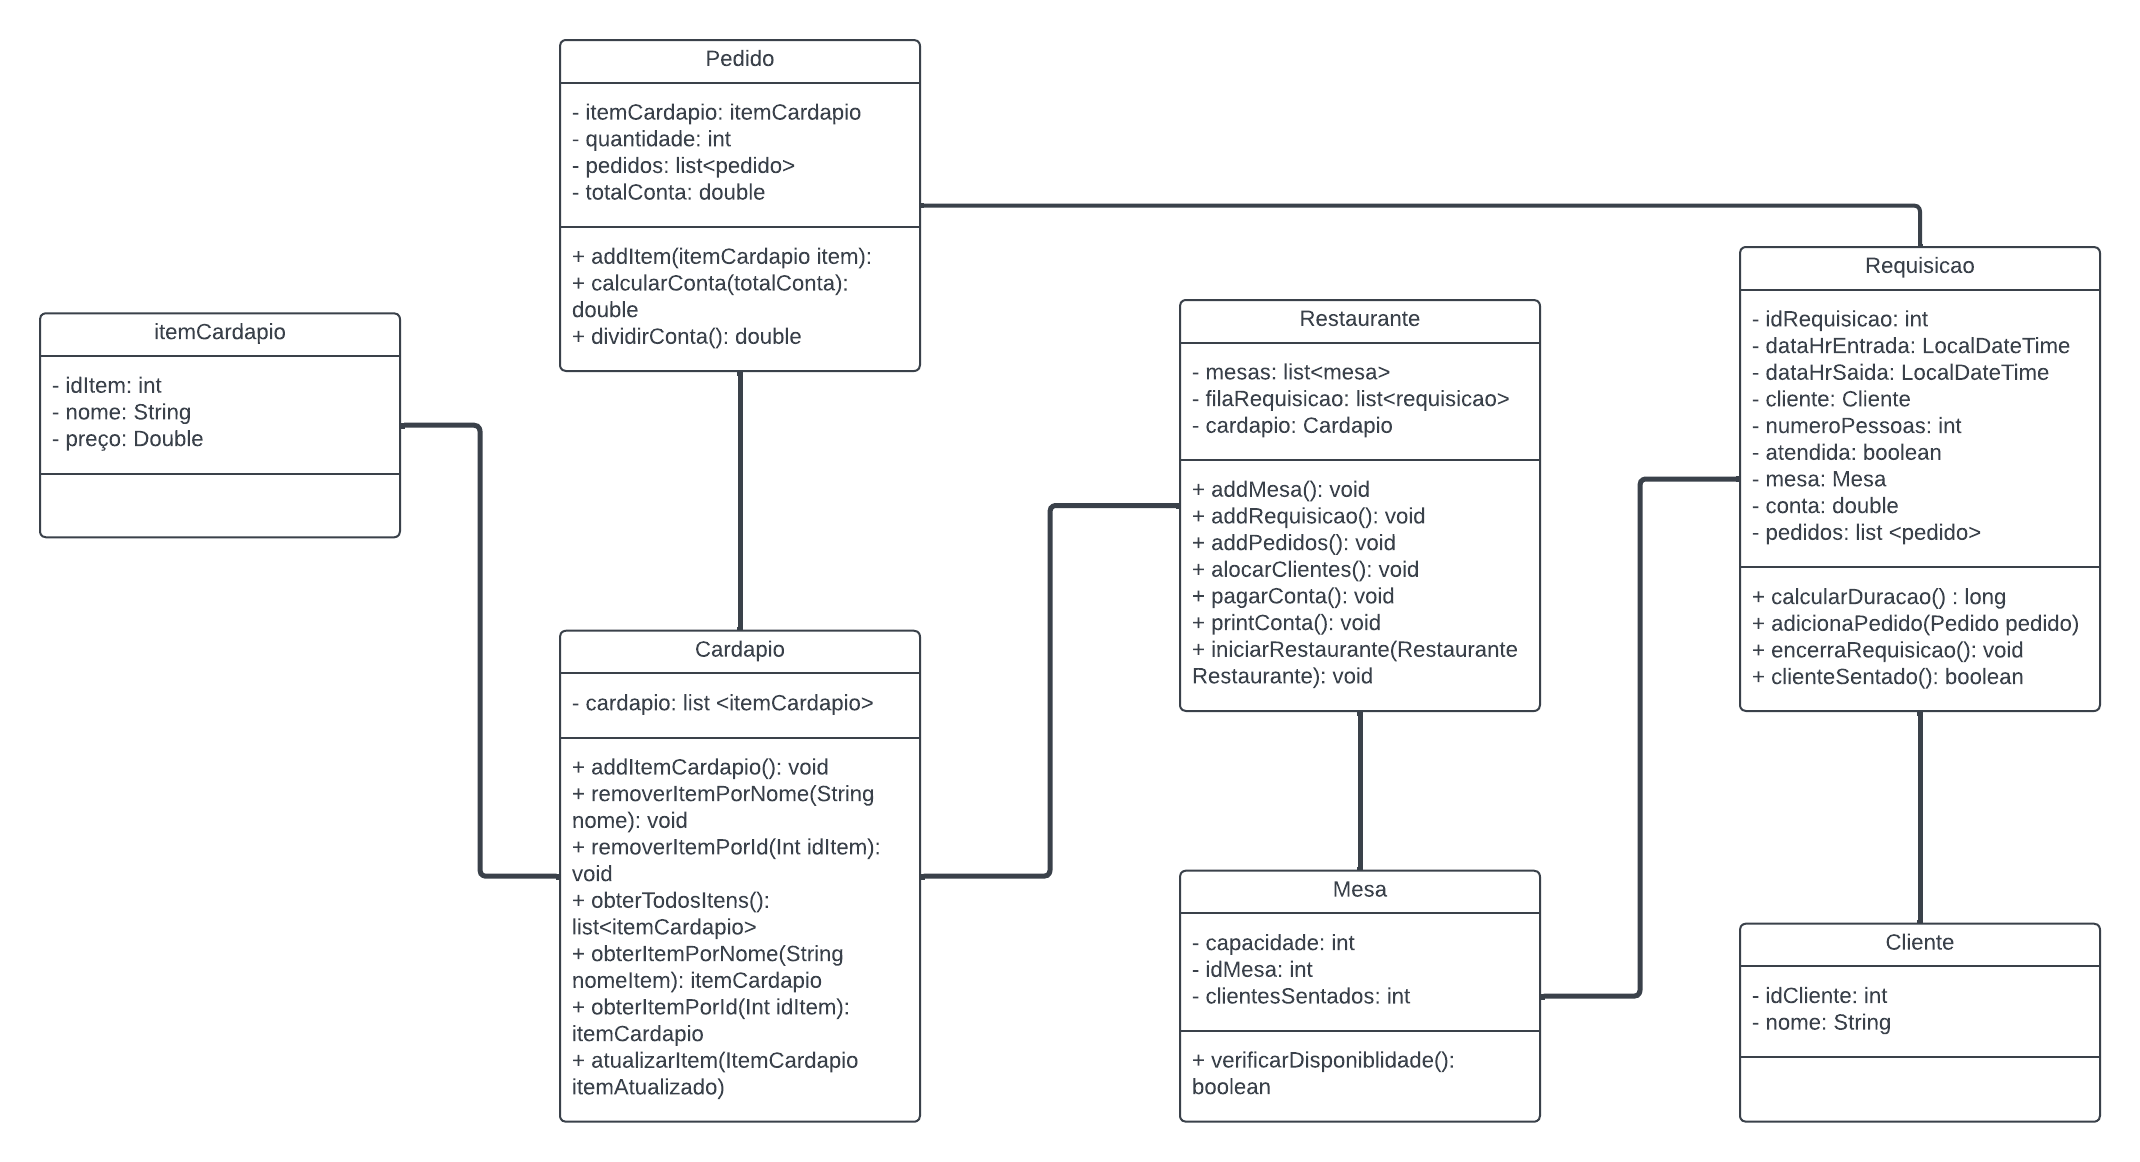 Pedido
- itemCardapio: itemCardapio
- quantidade: int
- pedidos: list<pedido>
- totalConta: double
+ addItem(itemCardapio item):
+ calcularConta(totalConta):
double
+ dividirConta(): double
itemCardapio
- idItem: int
- nome: String
- preço: Double
Cardapio
- cardapio: list <itemCardapio>
+ addItemCardapio(): void
+ removerItemPorNome(String
nome): void
+ removerItemPorId(Int idItem):
void
+ obterTodosItens():
list<itemCardapio>
+ obterItemPorNome(String
nomeItem): itemCardapio
+ obterItemPorId(Int idItem):
itemCardapio
+ atualizarItem(ItemCardapio
itemAtualizado)
Restaurante
- mesas: list<mesa>
- filaRequisicao: list<requisicao>
- cardapio: Cardapio
+ addMesa(): void
+ addRequisicao(): void
+ addPedidos(): void
+ alocarClientes(): void
+ pagarConta(): void
+ printConta(): void
+ iniciarRestaurante(Restaurante
Restaurante): void
Mesa
- capacidade: int
- idMesa: int
- clientesSentados: int
+ verificarDisponiblidade():
boolean
Requisicao
- idRequisicao: int
- dataHrEntrada: LocalDateTime
- dataHrSaida: LocalDateTime
- cliente: Cliente
- numeroPessoas: int
- atendida: boolean
- mesa: Mesa
- conta: double
- pedidos: list <pedido>
+ calcularDuracao() : long
+ adicionaPedido(Pedido pedido)
+ encerraRequisicao(): void
+ clienteSentado(): boolean
Cliente
- idCliente: int
- nome: String